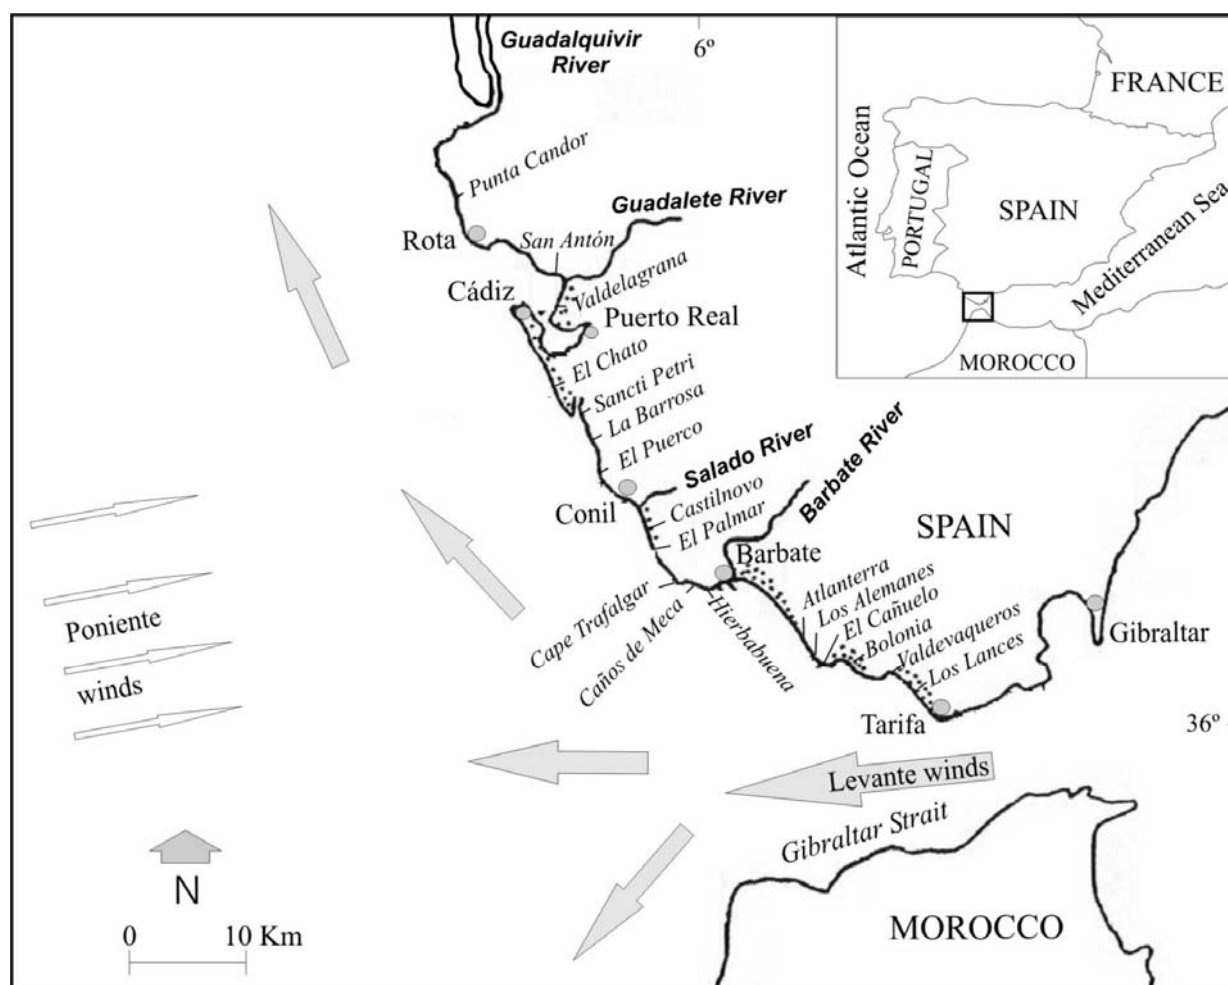 Guadalquivir
River
6º
Punta Candor
Guadalete River
Rota
San Antón
Valdelagrana
Cádiz
Puerto Real
El Chato
Sancti Petri
La Barrosa
El Puerco
Salado River
Conil
Castilnovo
El Palmar
Barbate River
Barbate
SPAIN
Cape Trafalgar
Caños de Meca
Hierbabuena
Atlanterra
Los Alemanes
El Cañuelo
Bolonia
Valdevaqueros
Los Lances
Gibraltar
Tarifa
36º
Poniente
winds
Levante winds
Gibraltar Strait
MOROCCO
N
0 10 Km
FRANCE
Atlantic Ocean
PORTUGAL
SPAIN
Mediterranean Sea
MOROCCO